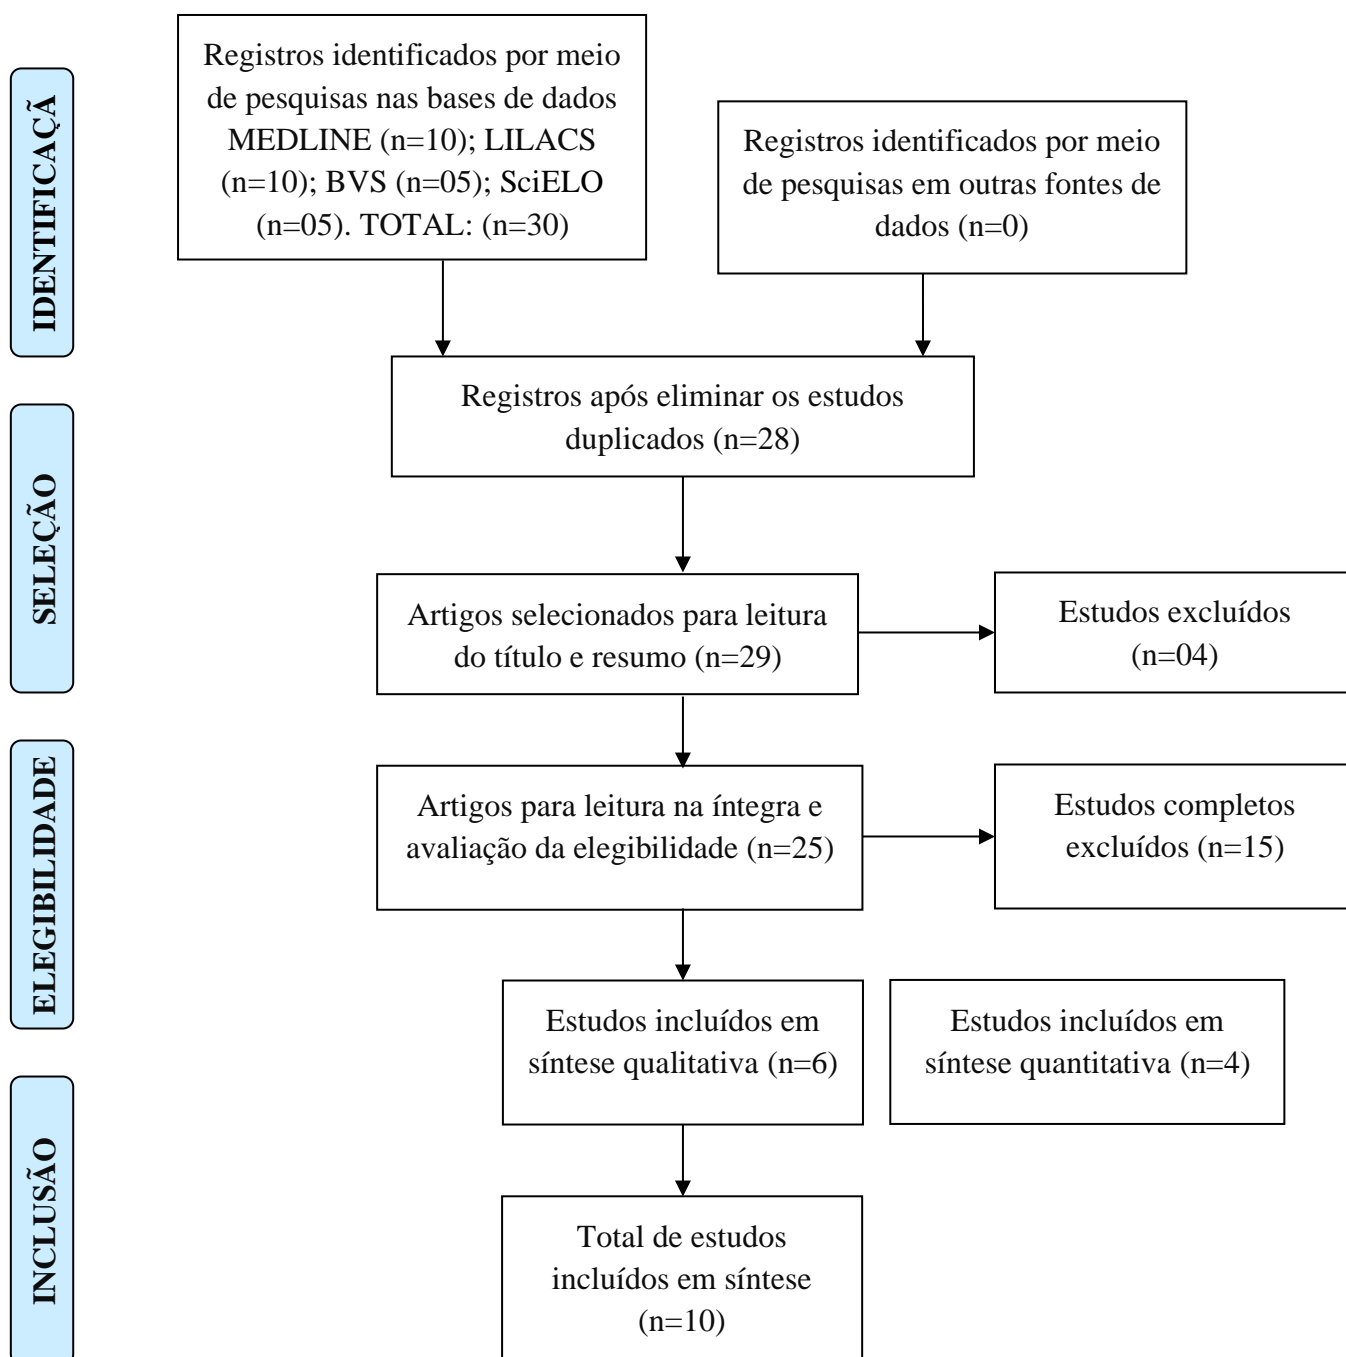 IDENTIFICAÇÃ
Registros identificados por meio
de pesquisas nas bases de dados
MEDLINE (n=10); LILACS
(n=10); BVS (n=05); SciELO
(n=05). TOTAL: (n=30)
Registros identificados por meio
de pesquisas em outras fontes de
dados (n=0)
SELEÇÃO
Registros após eliminar os estudos
duplicados (n=28)
Artigos selecionados para leitura
do título e resumo (n=29)
Estudos excluídos
(n=04)
ELEGIBILIDADE
Artigos para leitura na íntegra e
avaliação da elegibilidade (n=25)
Estudos completos
excluídos (n=15)
Estudos incluídos em
síntese qualitativa (n=6)
Estudos incluídos em
síntese quantitativa (n=4)
INCLUSÃO
Total de estudos
incluídos em síntese
(n=10)